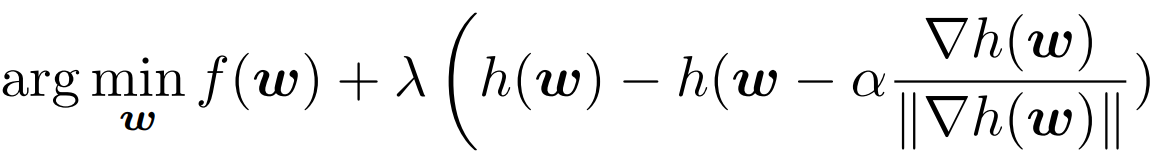 arg min_𝒘 f(𝒘) + λ ( h(𝒘) − h(𝒘 − α ∇h(𝒘) / ‖∇h(𝒘)‖ )